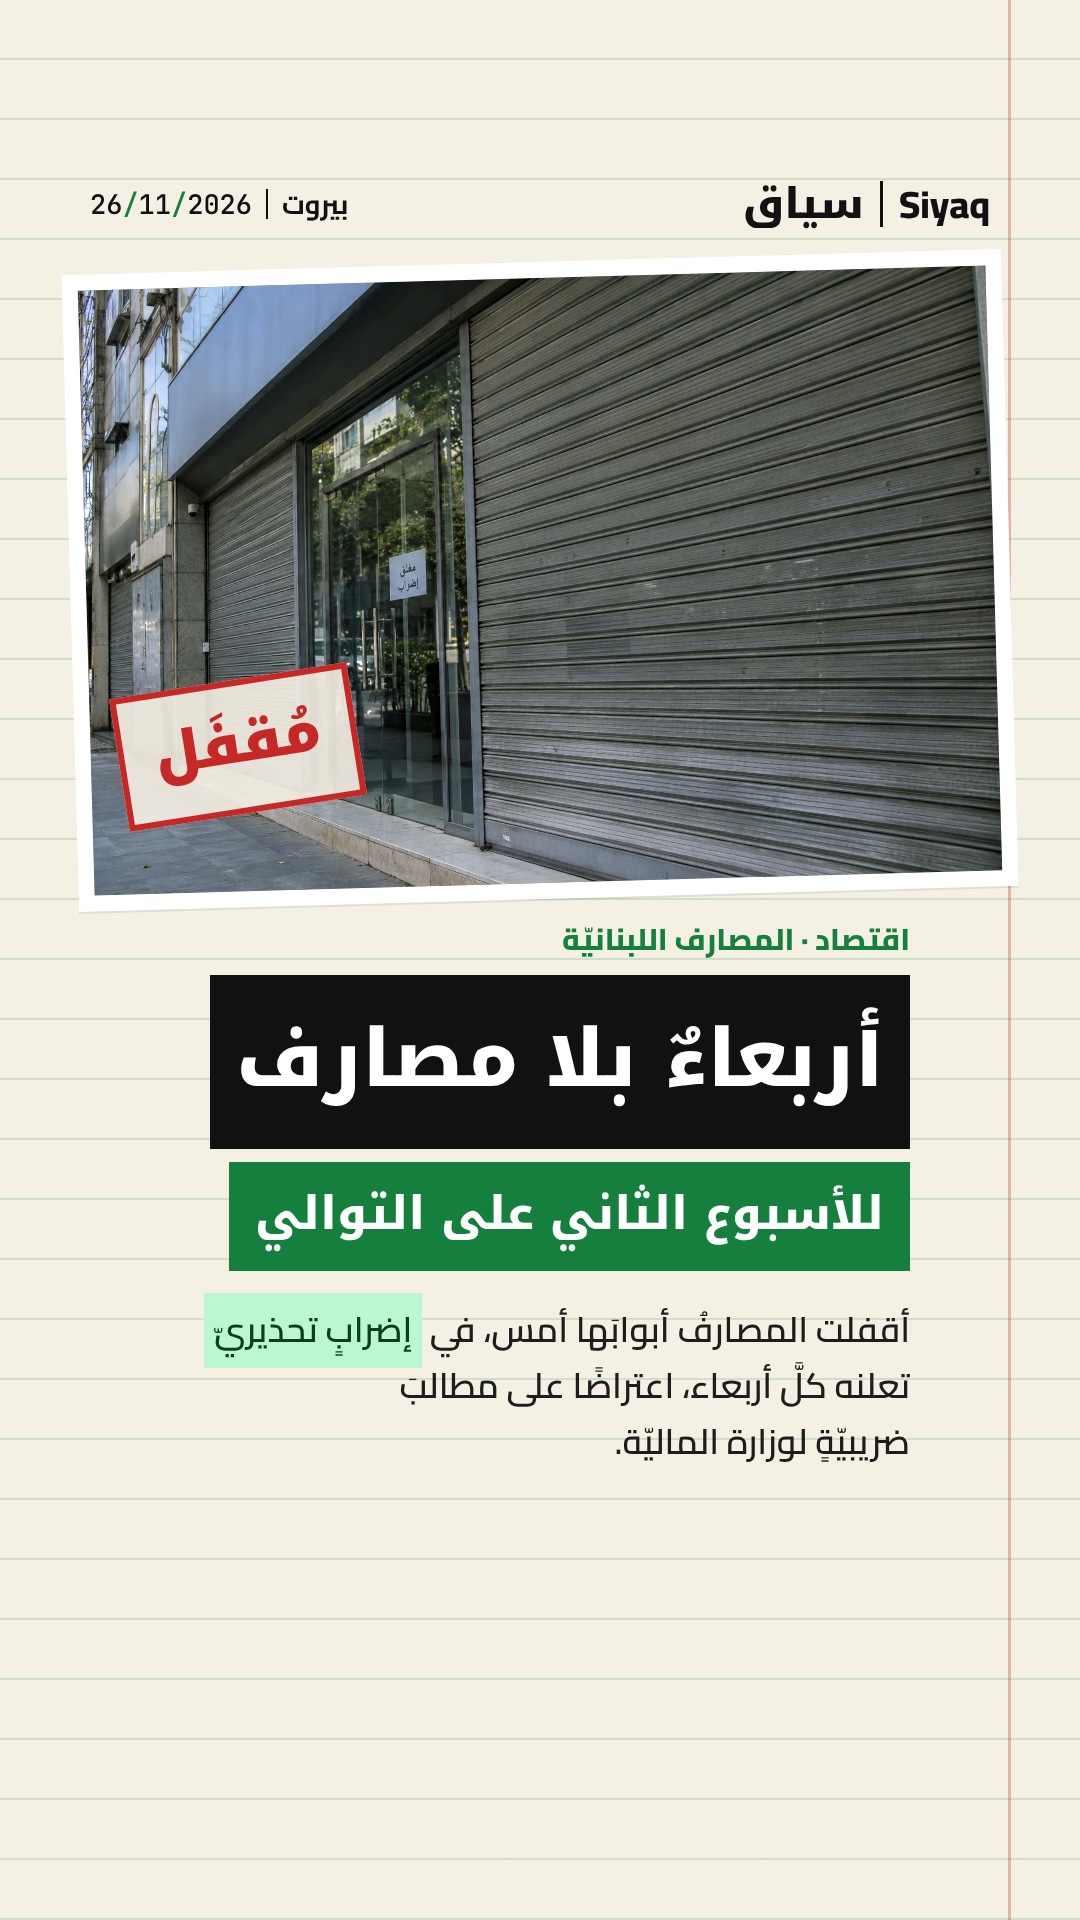 Siyaq | سياق
بيروت | 26/11/2026
مغلق
إضراب
مُقفَل
اقتصاد · المصارف اللبنانيّة
أربعاءٌ بلا مصارف
للأسبوع الثاني على التوالي
أقفلت المصارفُ أبوابَها أمس، في إضرابٍ تحذيريّ
تعلنه كلَّ أربعاء، اعتراضًا على مطالبَ
ضريبيّةٍ لوزارة الماليّة.